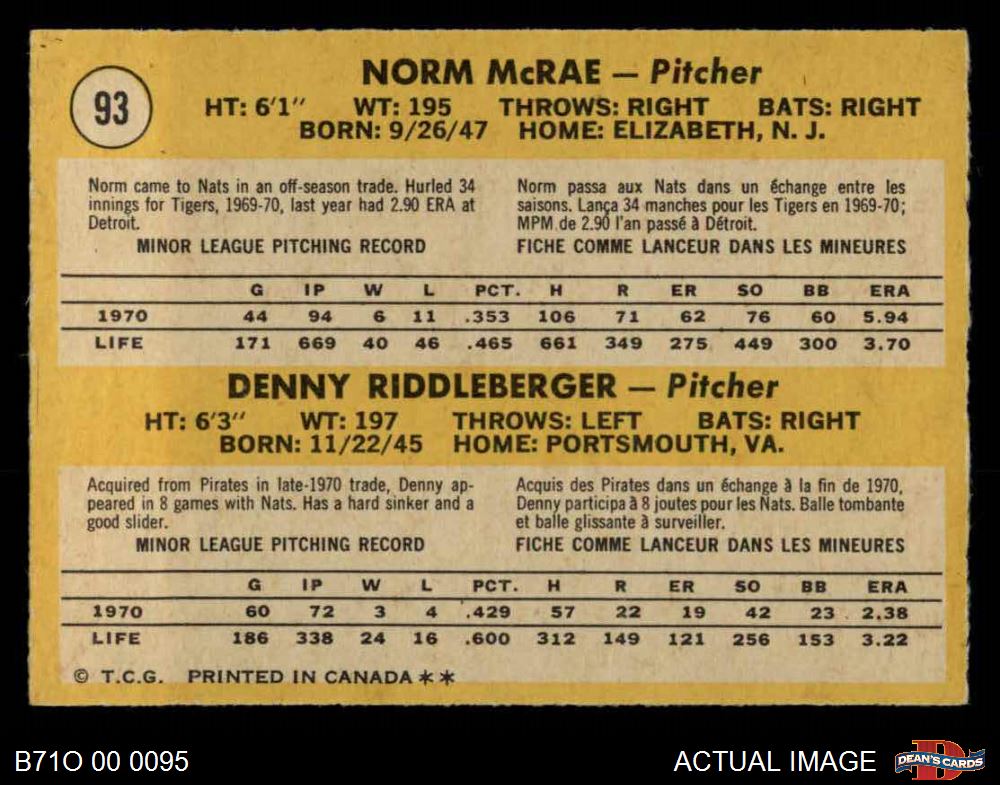 93
NORM McRAE — Pitcher
HT: 6'1" WT: 195 THROWS: RIGHT BATS: RIGHT
BORN: 9/26/47 HOME: ELIZABETH, N. J.
Norm came to Nats in an off-season trade. Hurled 34
innings for Tigers, 1969-70, last year had 2.90 ERA at
Detroit.
MINOR LEAGUE PITCHING RECORD
Norm passa aux Nats dans un échange entre les
saisons. Lança 34 manches pour les Tigers en 1969-70;
MPM de 2.90 l'an passé à Détroit.
FICHE COMME LANCEUR DANS LES MINEURES
G IP W L PCT. H R ER SO BB ERA
1970 44 94 6 11 .353 106 71 62 76 60 5.94
LIFE 171 669 40 46 .465 661 349 275 449 300 3.70
DENNY RIDDLEBERGER — Pitcher
HT: 6'3" WT: 197 THROWS: LEFT BATS: RIGHT
BORN: 11/22/45 HOME: PORTSMOUTH, VA.
Acquired from Pirates in late-1970 trade, Denny ap-
peared in 8 games with Nats. Has a hard sinker and a
good slider.
MINOR LEAGUE PITCHING RECORD
Acquis des Pirates dans un échange à la fin de 1970,
Denny participa à 8 joutes pour les Nats. Balle tombante
et balle glissante à surveiller.
FICHE COMME LANCEUR DANS LES MINEURES
G IP W L PCT. H R ER SO BB ERA
1970 60 72 3 4 .429 57 22 19 42 23 2.38
LIFE 186 338 24 16 .600 312 149 121 256 153 3.22
© T.C.G. PRINTED IN CANADA ✶✶
B71O 00 0095
ACTUAL IMAGE
D
DEAN'S CARDS